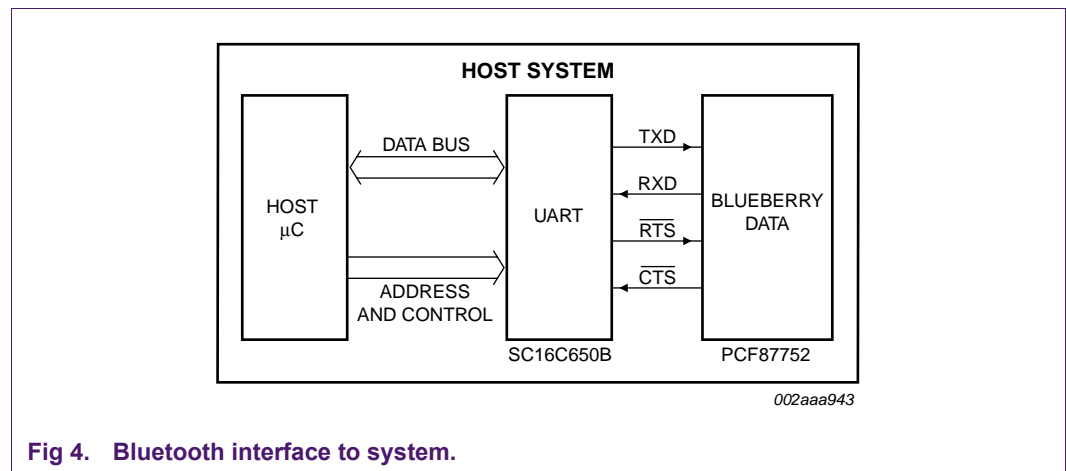 HOST SYSTEM
DATA BUS
HOST
μC
ADDRESS
AND CONTROL
UART
SC16C650B
TXD
RXD
RTS
CTS
BLUEBERRY
DATA
PCF87752
002aaa943
Fig 4. Bluetooth interface to system.